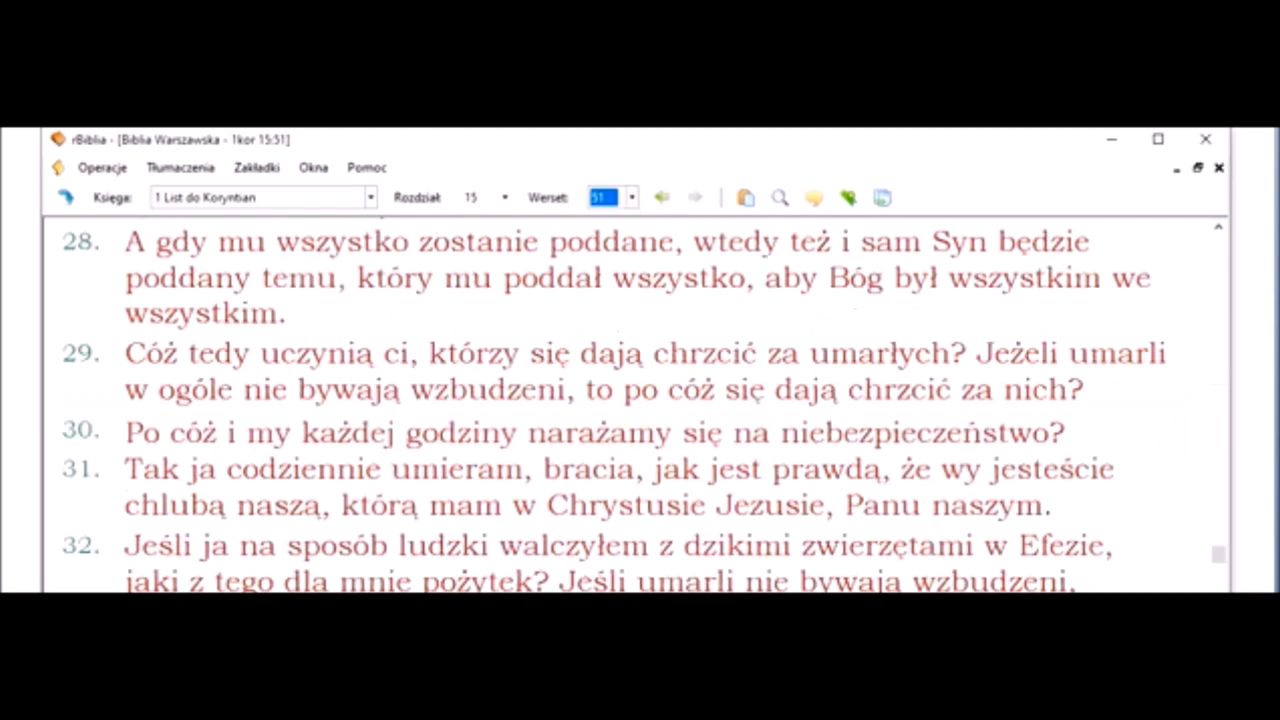 rBiblia - [Biblia Warszawska - 1kor 15:51]
Operacje Tłumaczenia Zakładki Okna Pomoc
Księga: 1 List do Koryntian Rozdział 15 Werset: 51
28. A gdy mu wszystko zostanie poddane, wtedy też i sam Syn będzie
poddany temu, który mu poddał wszystko, aby Bóg był wszystkim we
wszystkim.
29. Cóż tedy uczynią ci, którzy się dają chrzcić za umarłych? Jeżeli umarli
w ogóle nie bywają wzbudzeni, to po cóż się dają chrzcić za nich?
30. Po cóż i my każdej godziny narażamy się na niebezpieczeństwo?
31. Tak ja codziennie umieram, bracia, jak jest prawdą, że wy jesteście
chlubą naszą, którą mam w Chrystusie Jezusie, Panu naszym.
32. Jeśli ja na sposób ludzki walczyłem z dzikimi zwierzętami w Efezie,
jaki z tego dla mnie pożytek? Jeśli umarli nie bywają wzbudzeni,